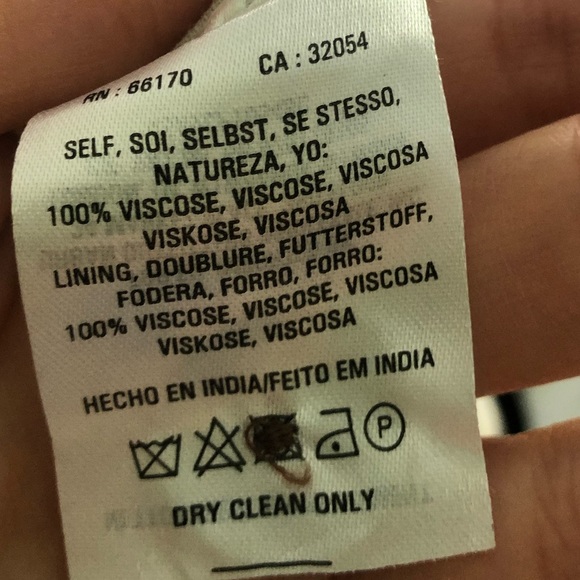 RN : 66170 CA : 32054
SELF, SOI, SELBST, SE STESSO,
NATUREZA, YO:
100% VISCOSE, VISCOSE, VISCOSA
VISKOSE, VISCOSA
LINING, DOUBLURE, FUTTERSTOFF,
FODERA, FORRO, FORRO:
100% VISCOSE, VISCOSE, VISCOSA
VISKOSE, VISCOSA
HECHO EN INDIA/FEITO EM INDIA
P
DRY CLEAN ONLY